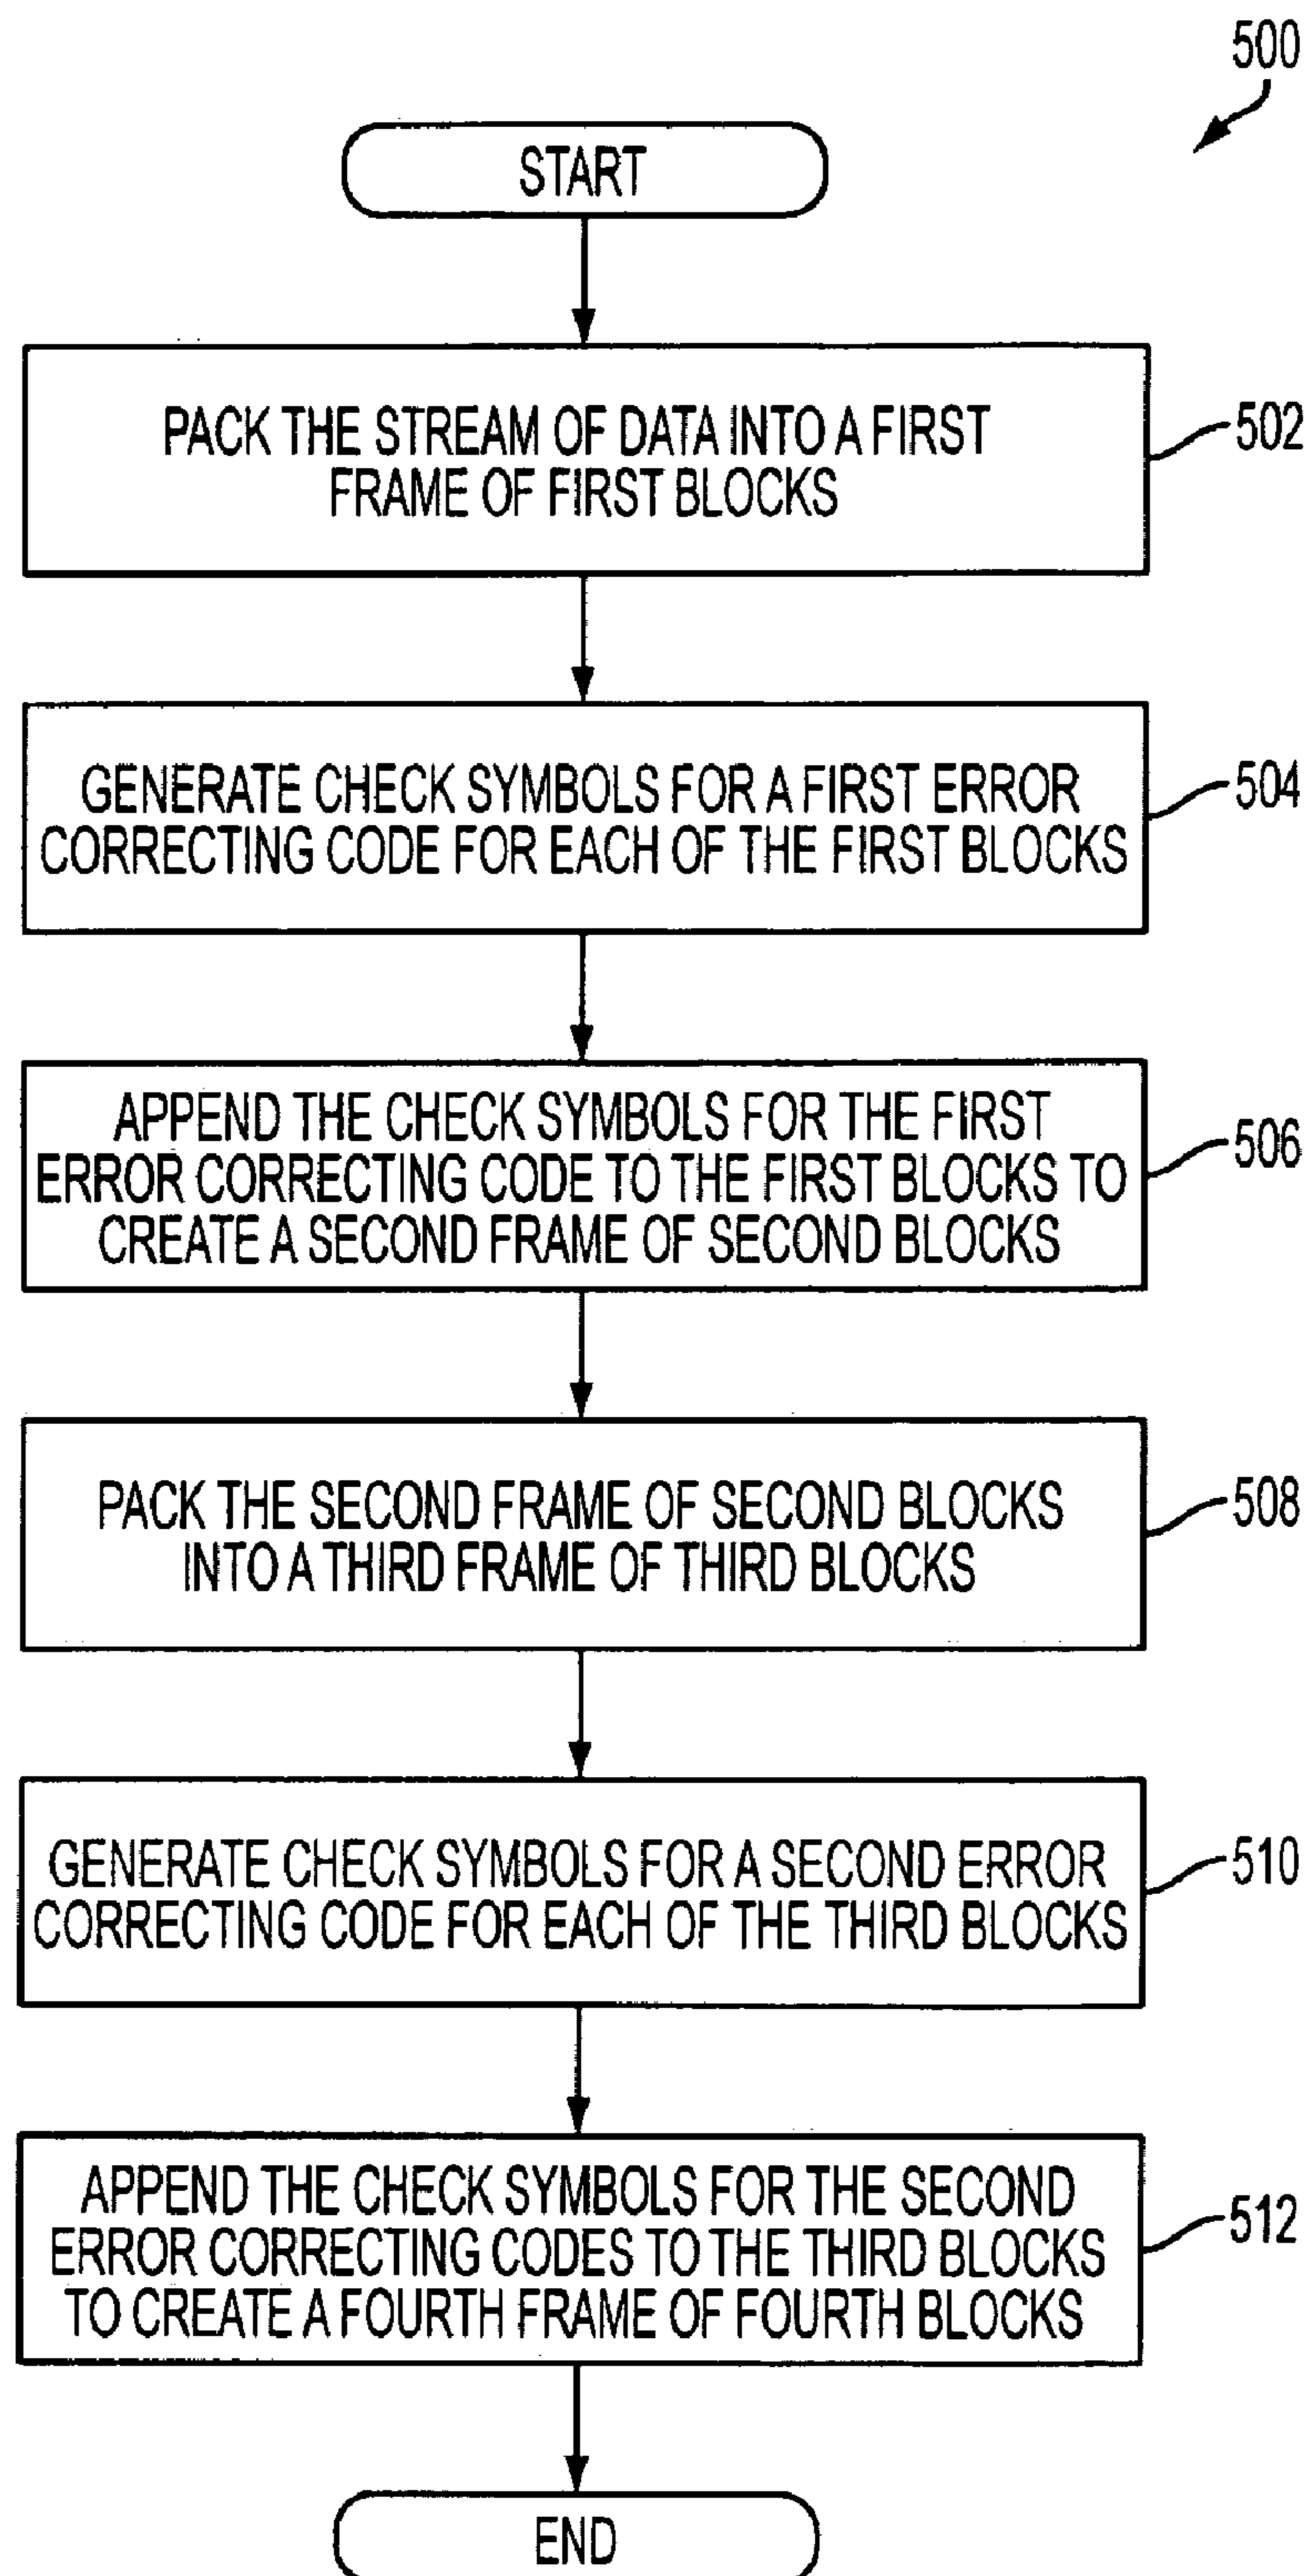 500
START
PACK THE STREAM OF DATA INTO A FIRST
FRAME OF FIRST BLOCKS
502
GENERATE CHECK SYMBOLS FOR A FIRST ERROR
CORRECTING CODE FOR EACH OF THE FIRST BLOCKS
504
APPEND THE CHECK SYMBOLS FOR THE FIRST
ERROR CORRECTING CODE TO THE FIRST BLOCKS TO
CREATE A SECOND FRAME OF SECOND BLOCKS
506
PACK THE SECOND FRAME OF SECOND BLOCKS
INTO A THIRD FRAME OF THIRD BLOCKS
508
GENERATE CHECK SYMBOLS FOR A SECOND ERROR
CORRECTING CODE FOR EACH OF THE THIRD BLOCKS
510
APPEND THE CHECK SYMBOLS FOR THE SECOND
ERROR CORRECTING CODES TO THE THIRD BLOCKS
TO CREATE A FOURTH FRAME OF FOURTH BLOCKS
512
END